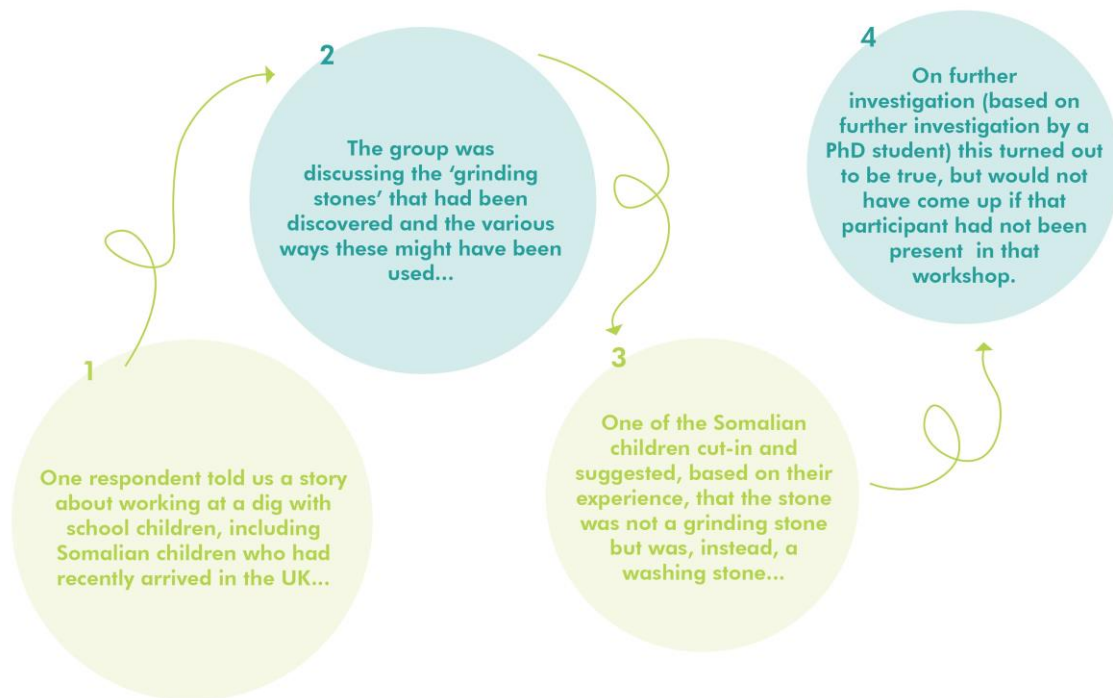 1
One respondent told us a story
about working at a dig with
school children, including
Somalian children who had
recently arrived in the UK...
2
The group was
discussing the ‘grinding
stones’ that had been
discovered and the various
ways these might have been
used...
3
One of the Somalian
children cut-in and
suggested, based on their
experience, that the stone
was not a grinding stone
but was, instead, a
washing stone...
4
On further
investigation (based on
further investigation by a
PhD student) this turned out
to be true, but would not
have come up if that
participant had not been
present in that
workshop.